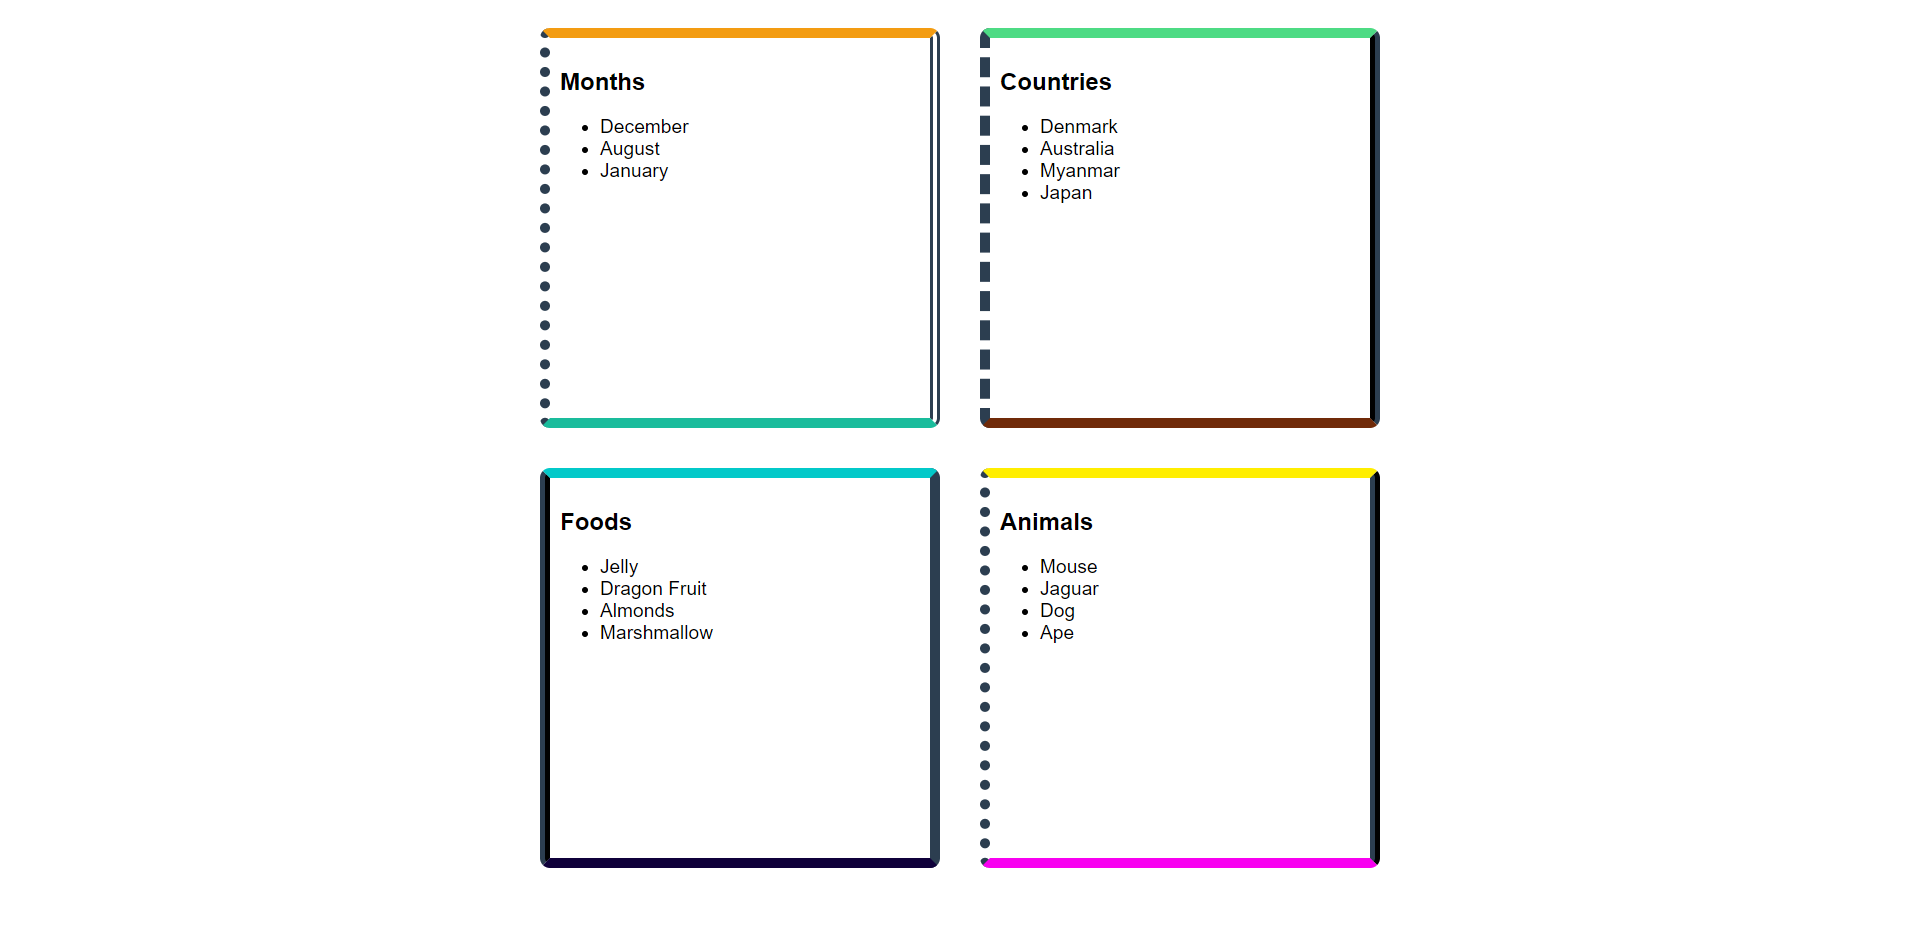 Months
December
August
January
Countries
Denmark
Australia
Myanmar
Japan
Foods
Jelly
Dragon Fruit
Almonds
Marshmallow
Animals
Mouse
Jaguar
Dog
Ape